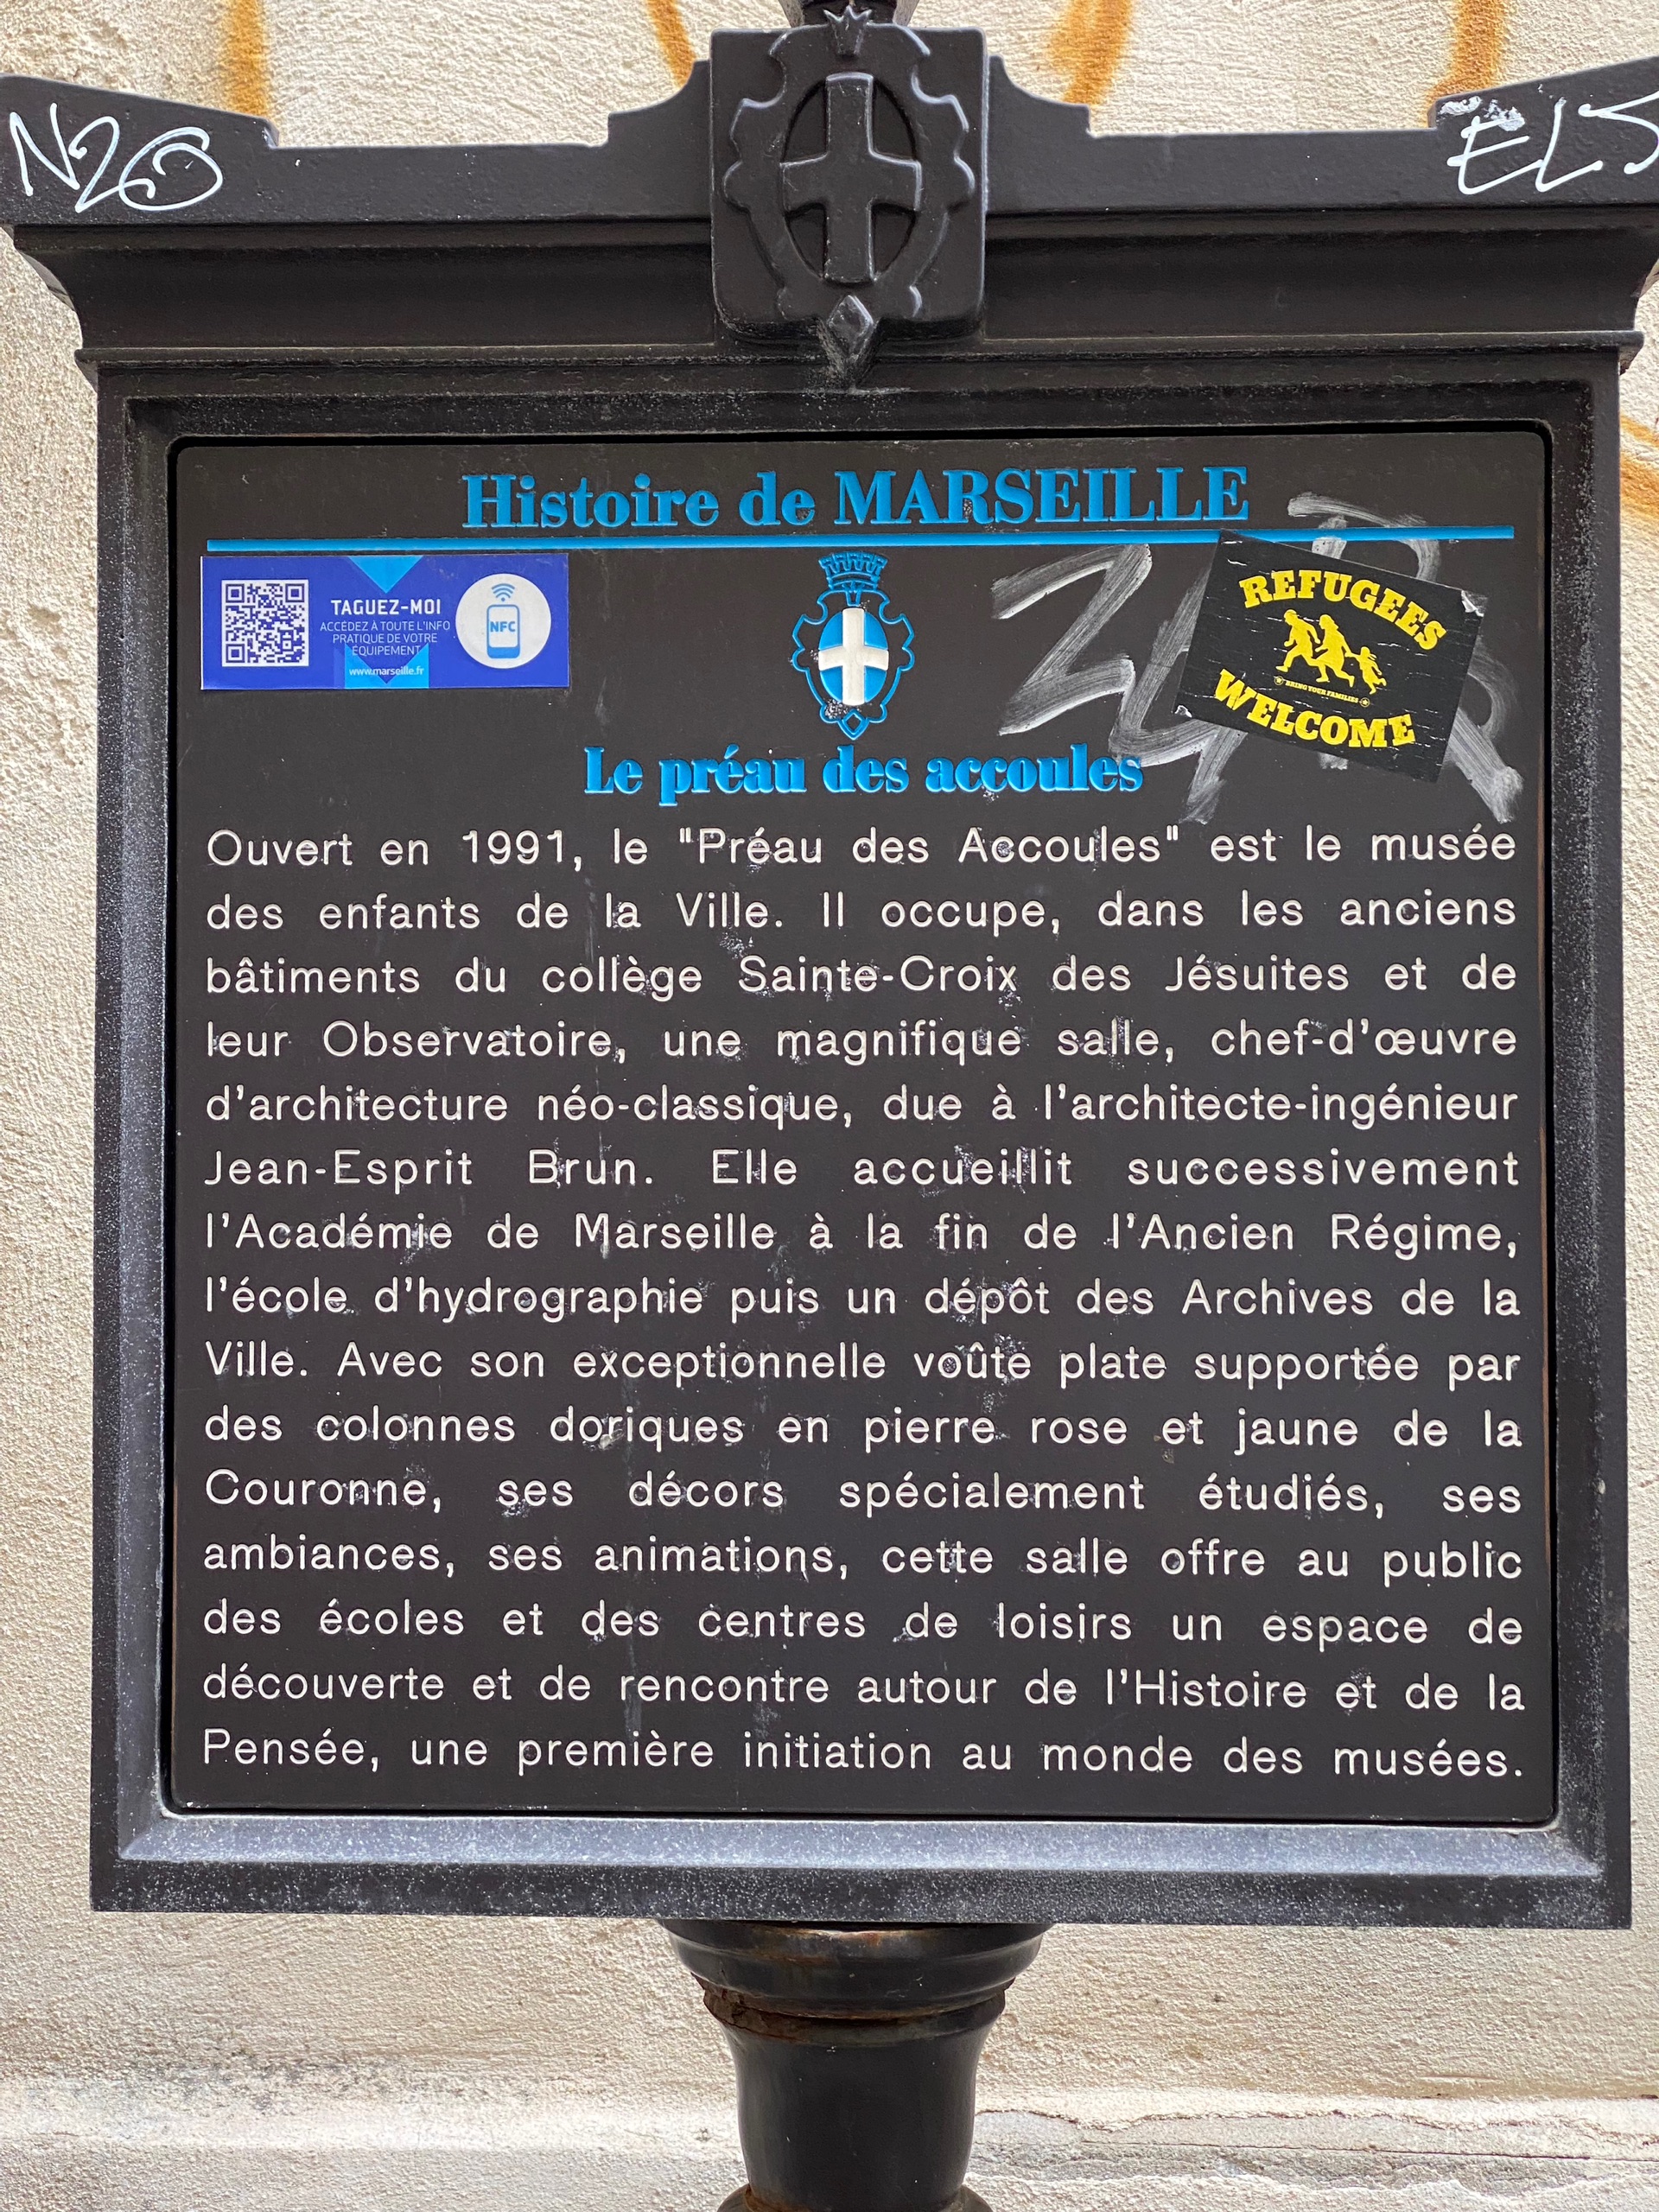 N2O
ELS
Histoire de MARSEILLE
TAGUEZ-MOI
ACCÉDEZ À TOUTE L'INFO
PRATIQUE DE VOTRE
ÉQUIPEMENT
www.marseille.fr
NFC
REFUGEES
BRING YOUR FAMILIES
WELCOME
Le préau des accoules
Ouvert en 1991, le "Préau des Accoules" est le musée
des enfants de la Ville. Il occupe, dans les anciens
bâtiments du collège Sainte-Croix des Jésuites et de
leur Observatoire, une magnifique salle, chef-d'œuvre
d'architecture néo-classique, due à l'architecte-ingénieur
Jean-Esprit Brun. Elle accueillit successivement
l'Académie de Marseille à la fin de l'Ancien Régime,
l'école d'hydrographie puis un dépôt des Archives de la
Ville. Avec son exceptionnelle voûte plate supportée par
des colonnes doriques en pierre rose et jaune de la
Couronne, ses décors spécialement étudiés, ses
ambiances, ses animations, cette salle offre au public
des écoles et des centres de loisirs un espace de
découverte et de rencontre autour de l'Histoire et de la
Pensée, une première initiation au monde des musées.